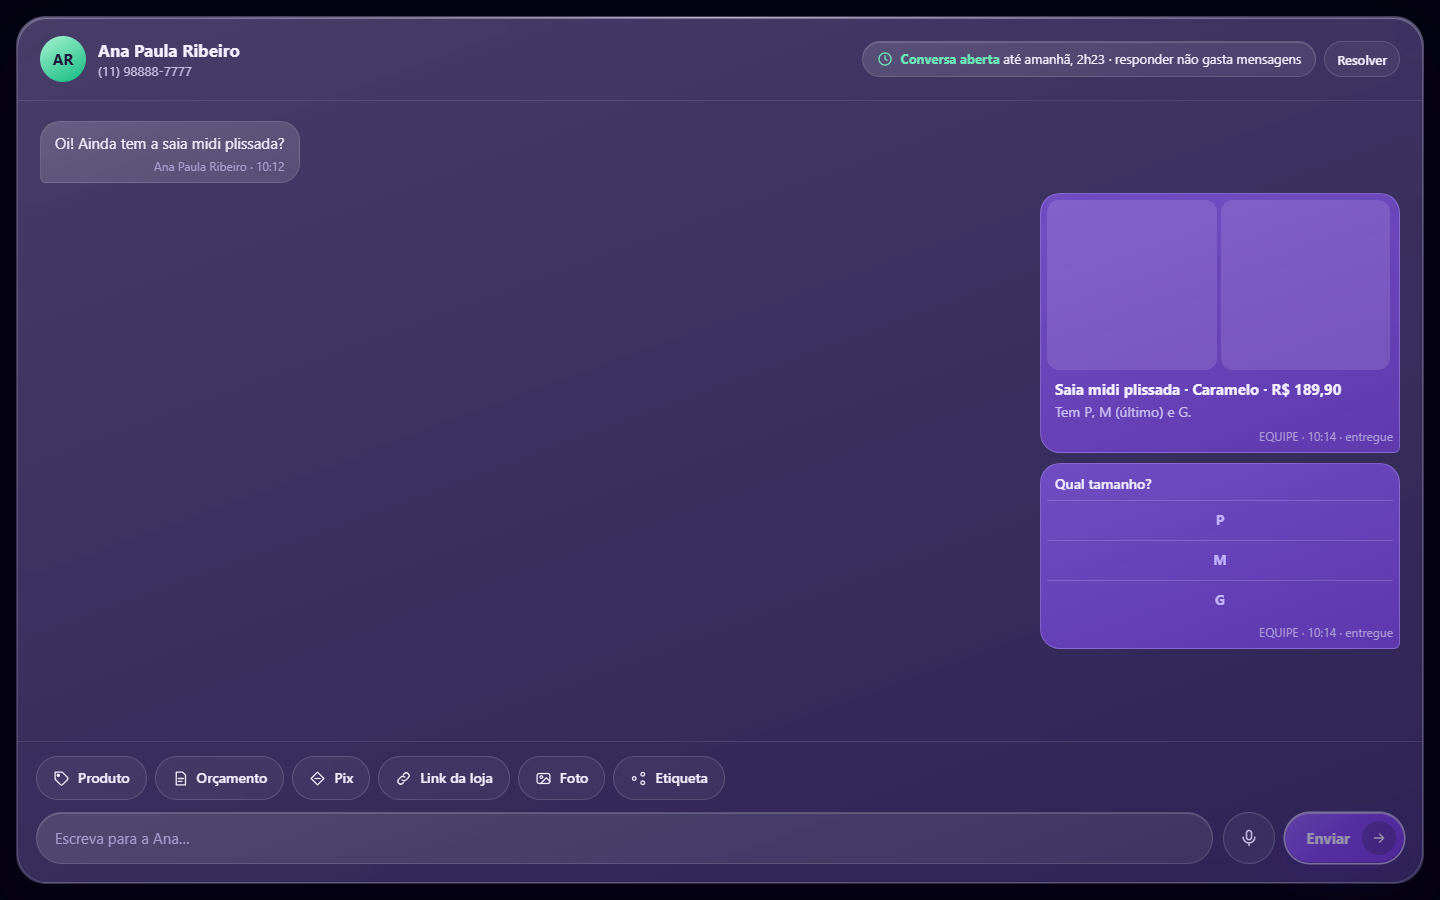 AR
Ana Paula Ribeiro
(11) 98888-7777
Conversa aberta até amanhã, 2h23 · responder não gasta mensagens
Resolver
Oi! Ainda tem a saia midi plissada?
Ana Paula Ribeiro · 10:12
Saia midi plissada · Caramelo · R$ 189,90
Tem P, M (último) e G.
EQUIPE · 10:14 · entregue
Qual tamanho?
P
M
G
EQUIPE · 10:14 · entregue
Produto
Orçamento
Pix
Link da loja
Foto
Etiqueta
Escreva para a Ana...
Enviar